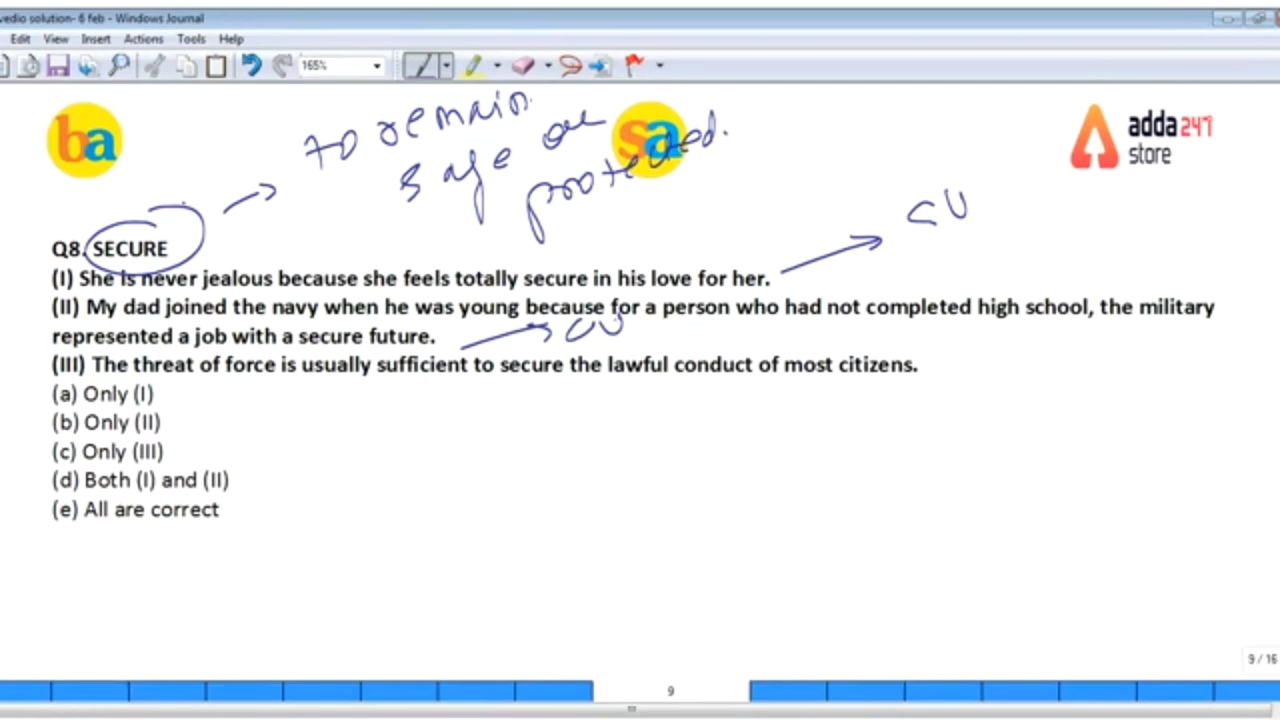 vedio solution- 6 feb - Windows Journal
Edit View Insert Actions Tools Help
165%
ba
to remain
safe or
protected.
sa
adda247
store
CU
Q8. SECURE
(I) She is never jealous because she feels totally secure in his love for her.
(II) My dad joined the navy when he was young because for a person who had not completed high school, the military
represented a job with a secure future.
CU
(III) The threat of force is usually sufficient to secure the lawful conduct of most citizens.
(a) Only (I)
(b) Only (II)
(c) Only (III)
(d) Both (I) and (II)
(e) All are correct
9 / 16
9